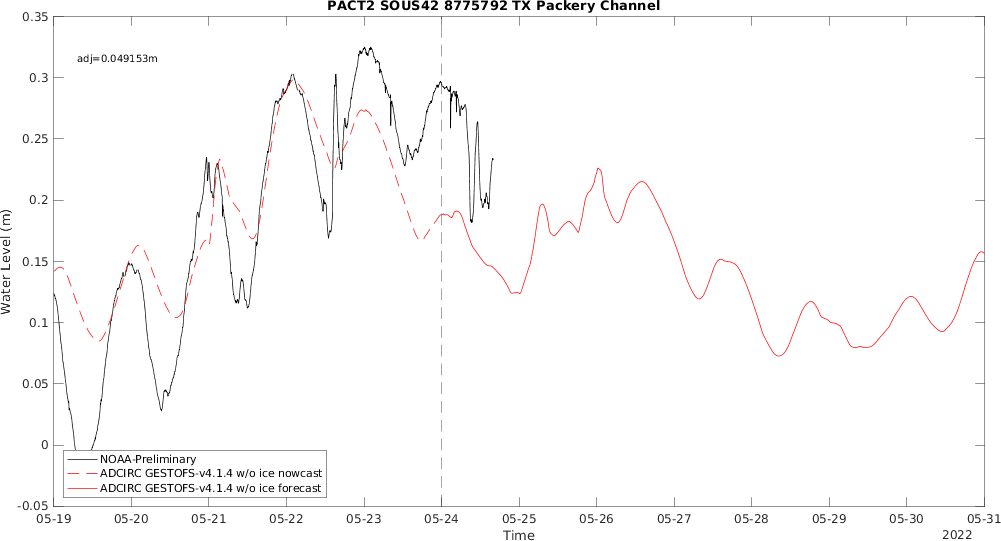 PACT2 SOUS42 8775792 TX Packery Channel
adj=0.049153m
Water Level (m)
0.35
0.3
0.25
0.2
0.15
0.1
0.05
0
-0.05
NOAA-Preliminary
ADCIRC GESTOFS-v4.1.4 w/o ice nowcast
ADCIRC GESTOFS-v4.1.4 w/o ice forecast
05-19 05-20 05-21 05-22 05-23 05-24 05-25 05-26 05-27 05-28 05-29 05-30 05-31
Time
2022